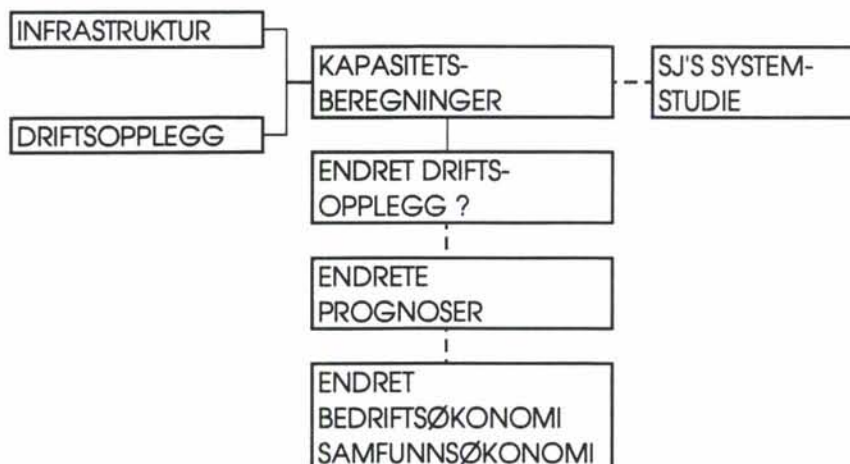 INFRASTRUKTUR
DRIFTSOPPLEGG
KAPASITETS-
BEREGNINGER
SJ'S SYSTEM-
STUDIE
ENDRET DRIFTS-
OPPLEGG ?
ENDRETE
PROGNOSER
ENDRET
BEDRIFTSØKONOMI
SAMFUNNSØKONOMI